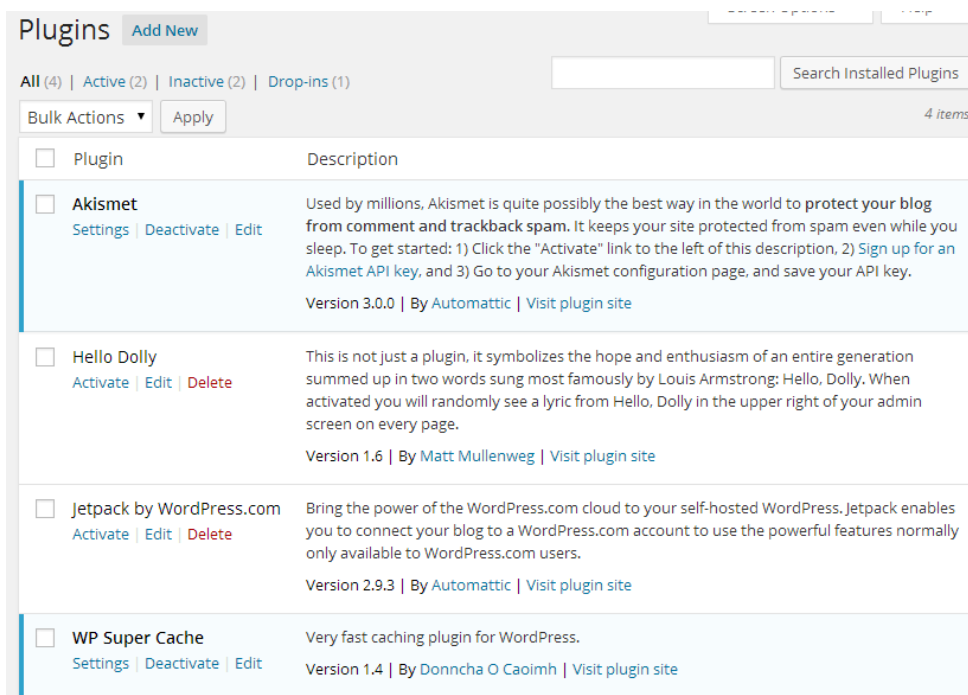 Plugins Add New
All (4) | Active (2) | Inactive (2) | Drop-ins (1)
Search Installed Plugins
Bulk Actions ▼ Apply
4 items
Plugin Description
Akismet
Settings | Deactivate | Edit
Used by millions, Akismet is quite possibly the best way in the world to protect your blog
from comment and trackback spam. It keeps your site protected from spam even while you
sleep. To get started: 1) Click the "Activate" link to the left of this description, 2) Sign up for an
Akismet API key, and 3) Go to your Akismet configuration page, and save your API key.
Version 3.0.0 | By Automattic | Visit plugin site
Hello Dolly
Activate | Edit | Delete
This is not just a plugin, it symbolizes the hope and enthusiasm of an entire generation
summed up in two words sung most famously by Louis Armstrong: Hello, Dolly. When
activated you will randomly see a lyric from Hello, Dolly in the upper right of your admin
screen on every page.
Version 1.6 | By Matt Mullenweg | Visit plugin site
Jetpack by WordPress.com
Activate | Edit | Delete
Bring the power of the WordPress.com cloud to your self-hosted WordPress. Jetpack enables
you to connect your blog to a WordPress.com account to use the powerful features normally
only available to WordPress.com users.
Version 2.9.3 | By Automattic | Visit plugin site
WP Super Cache
Settings | Deactivate | Edit
Very fast caching plugin for WordPress.
Version 1.4 | By Donncha O Caoimh | Visit plugin site